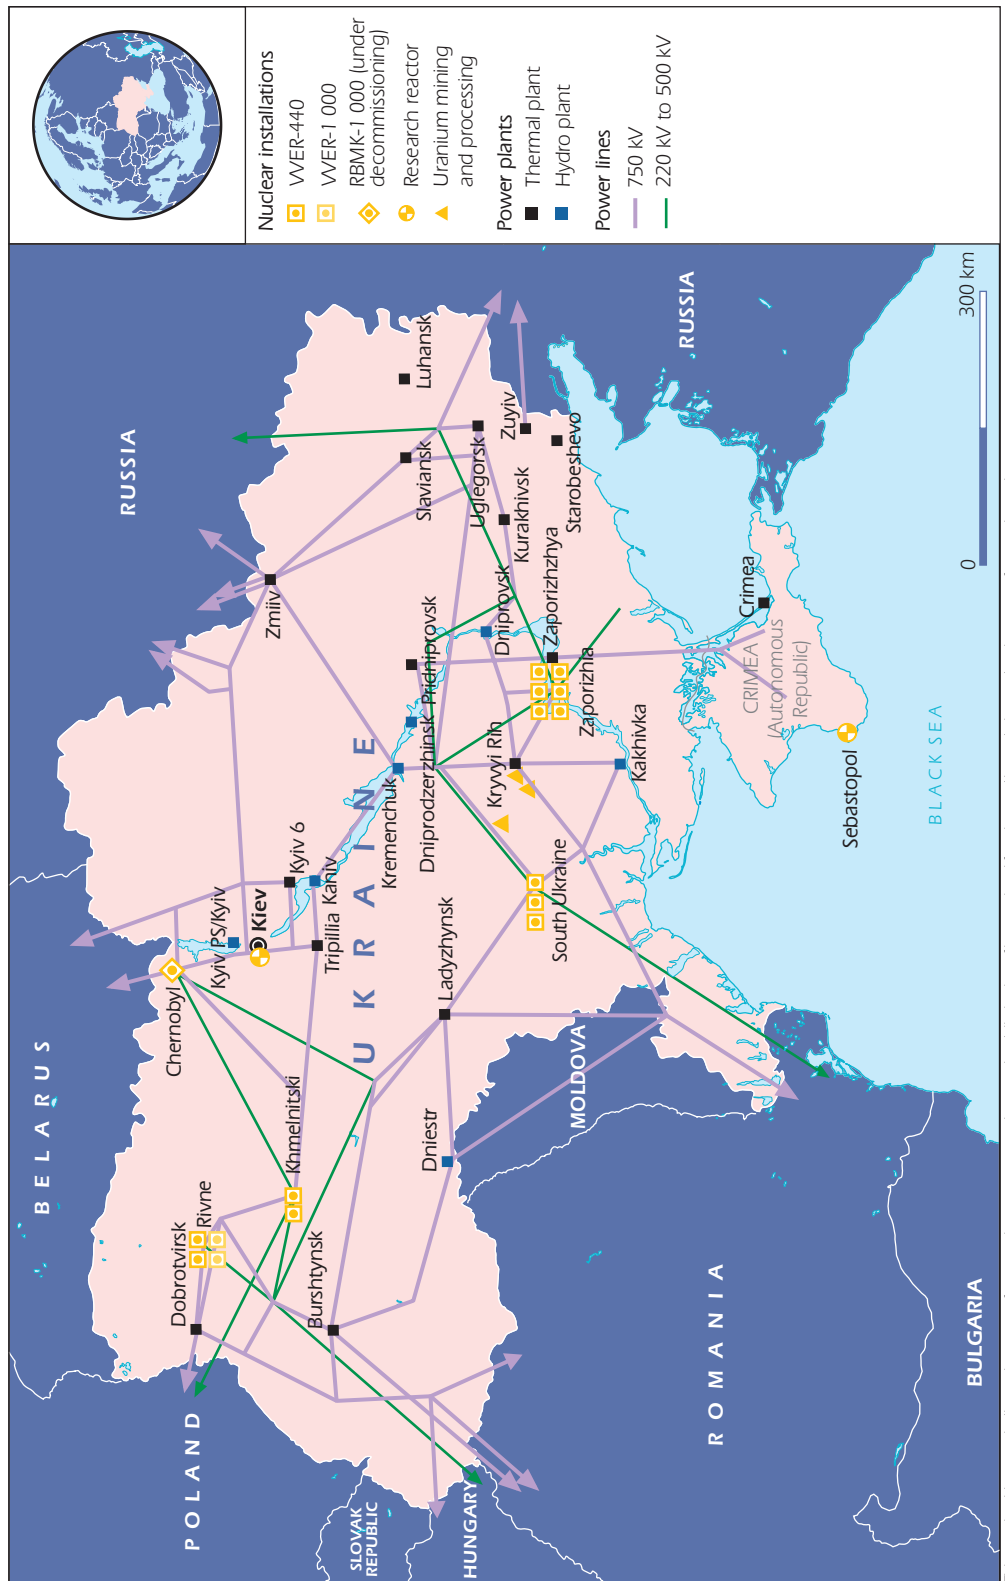 Nuclear installations
VVER-440
VVER-1 000
RBMK-1 000 (under
decommissioning)
Research reactor
Uranium mining
and processing
Power plants
Thermal plant
Hydro plant
Power lines
750 kV
220 kV to 500 kV
BELARUS
RUSSIA
POLAND
SLOVAK
REPUBLIC
HUNGARY
ROMANIA
MOLDOVA
BULGARIA
UKRAINE
RUSSIA
BLACK SEA
CRIMEA
(Autonomous
Republic)
Dobrotvirsk
Rivne
Khmelnitski
Burshtynsk
Chernobyl
Kyiv PS/Kyiv
Kiev
Kyiv 6
Tripillia
Kaniv
Ladyzhynsk
Dniestr
Kremenchuk
Dniprodzerzhinsk
Pridniprovsk
Zmiiv
Slaviansk
Luhansk
Uglegorsk
Zuyiv
Kurakhivsk
Starobeshevo
Dniprovsk
Zaporizhzhya
Zaporizhia
Kryvyi Rih
Kakhivka
South Ukraine
Crimea
Sebastopol
0
300 km